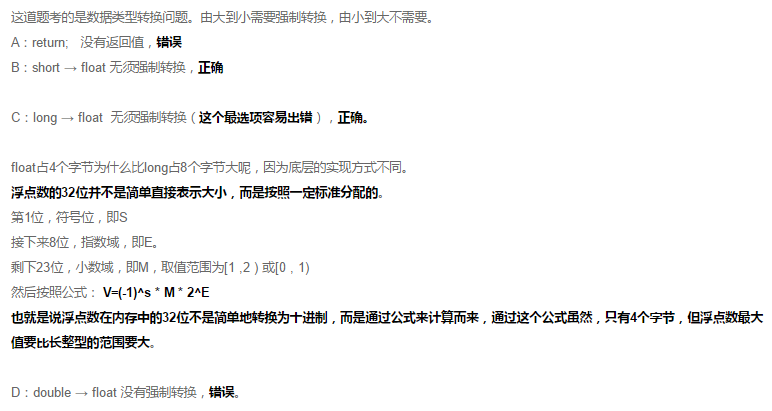 这道题考的是数据类型转换问题。由大到小需要强制转换，由小到大不需要。
A：return; 没有返回值，错误
B：short → float 无须强制转换，正确
C：long → float 无须强制转换（这个最选项容易出错），正确。
float占4个字节为什么比long占8个字节大呢，因为底层的实现方式不同。
浮点数的32位并不是简单直接表示大小，而是按照一定标准分配的。
第1位，符号位，即S
接下来8位，指数域，即E。
剩下23位，小数域，即M，取值范围为[1 ,2 ) 或[0 , 1)
然后按照公式： V=(-1)^s * M * 2^E
也就是说浮点数在内存中的32位不是简单地转换为十进制，而是通过公式来计算而来，通过这个公式虽然，只有4个字节，但浮点数最大
值要比长整型的范围要大。
D：double → float 没有强制转换，错误。